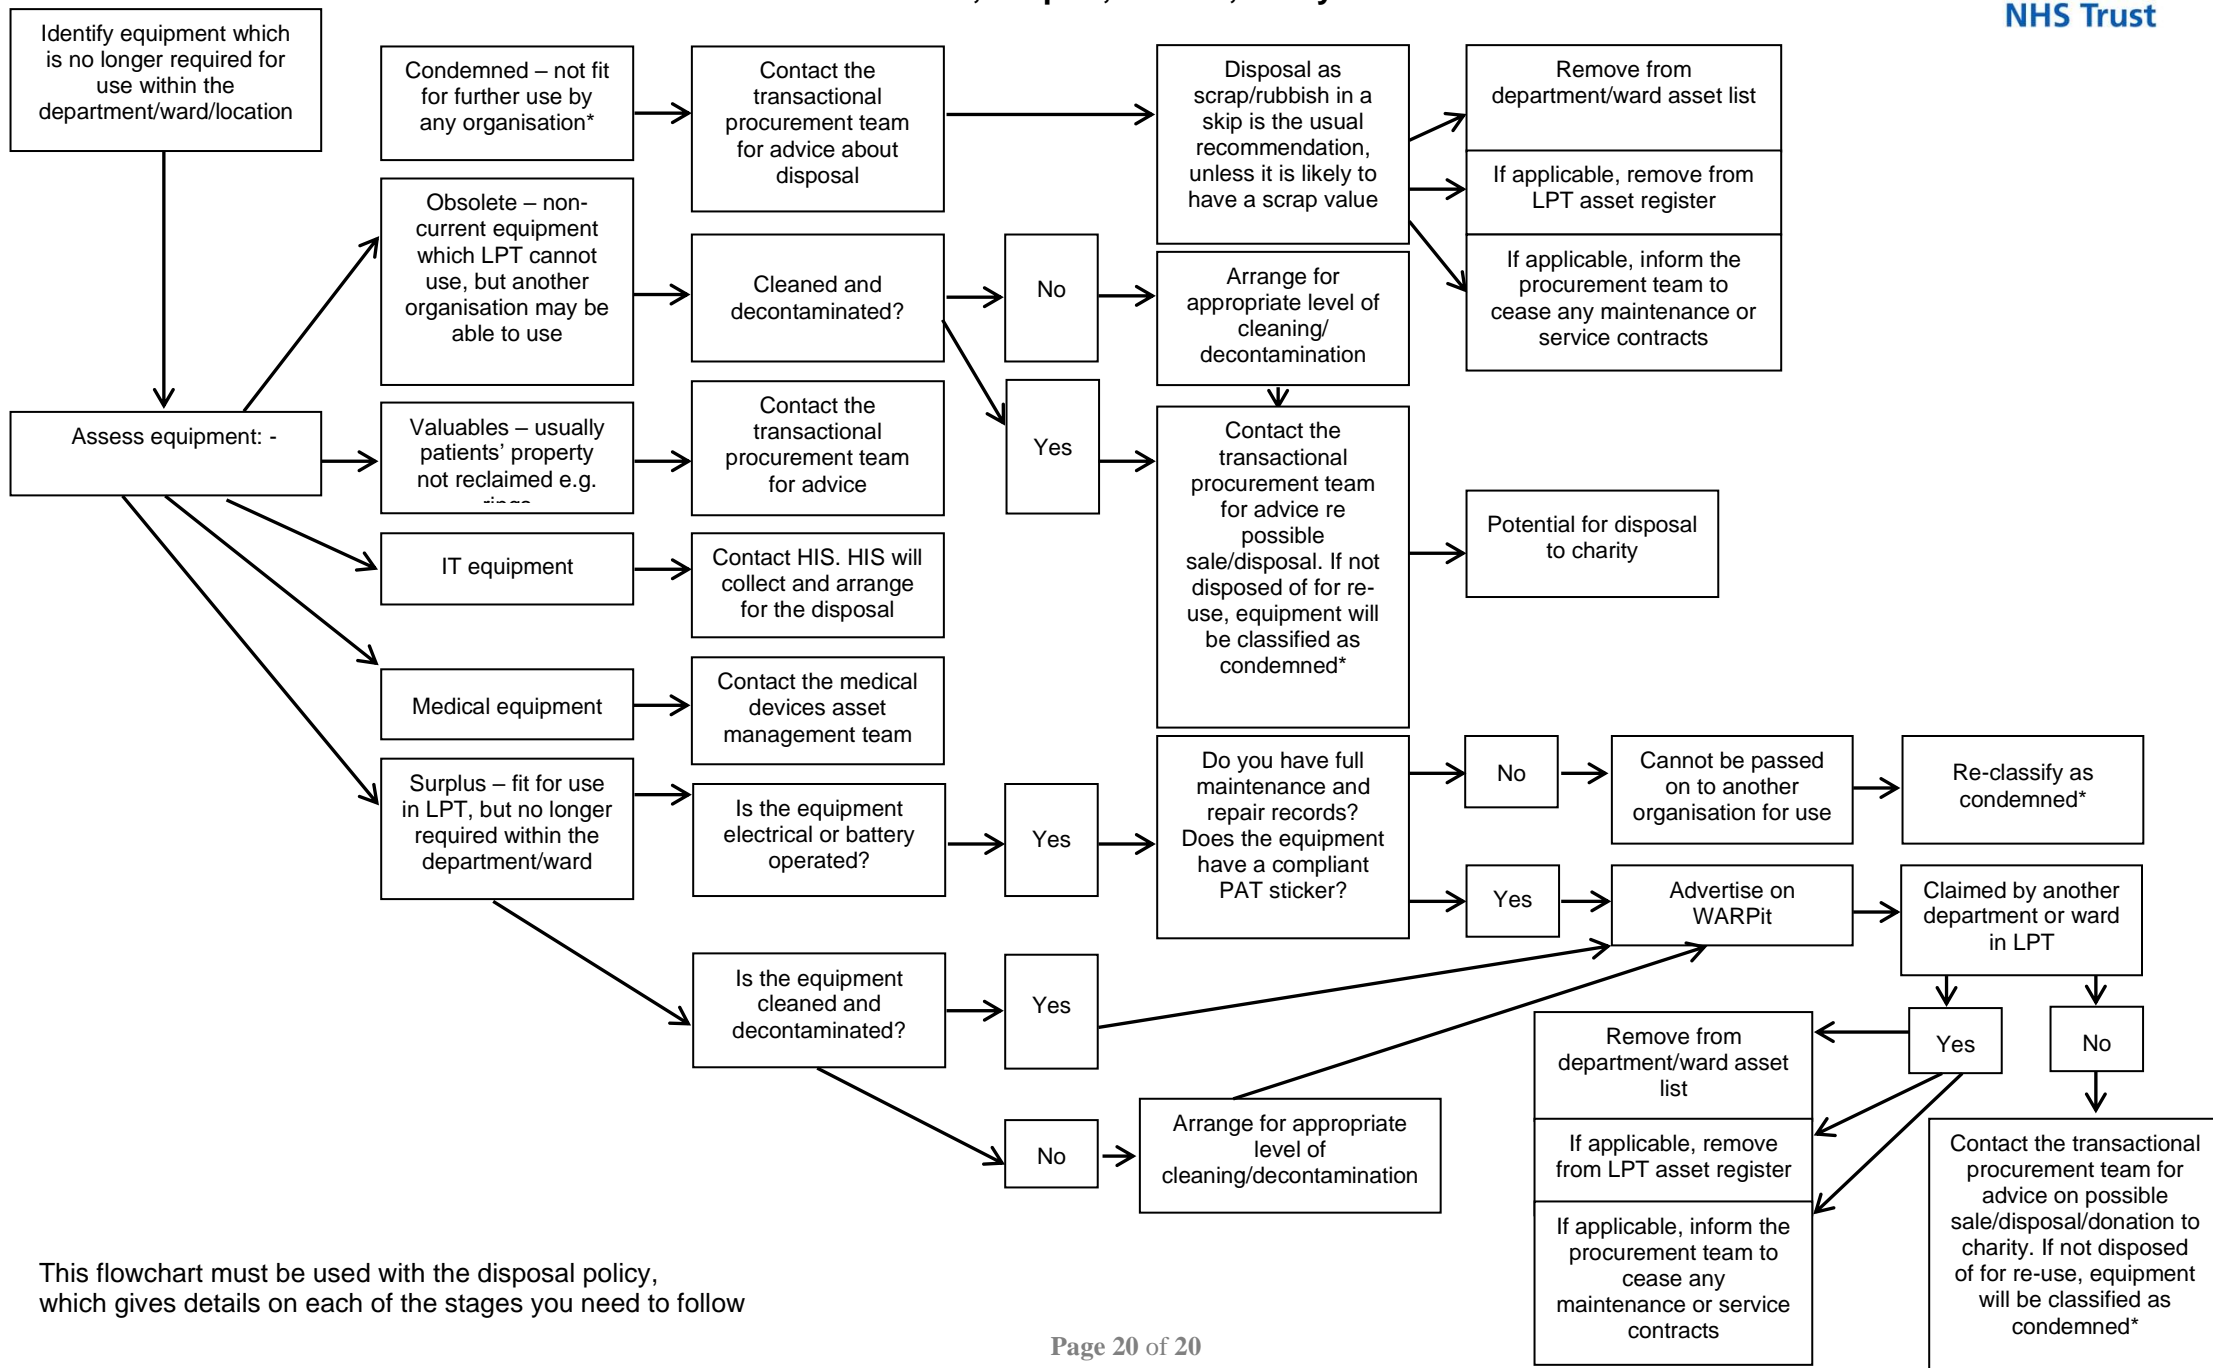 NHS Trust
Identify equipment which
is no longer required for
use within the
department/ward/location
Assess equipment: -
Condemned – not fit
for further use by
any organisation*
Contact the
transactional
procurement team
for advice about
disposal
Disposal as
scrap/rubbish in a
skip is the usual
recommendation,
unless it is likely to
have a scrap value
Remove from
department/ward asset list
If applicable, remove from
LPT asset register
If applicable, inform the
procurement team to
cease any maintenance or
service contracts
Obsolete – non-
current equipment
which LPT cannot
use, but another
organisation may be
able to use
Cleaned and
decontaminated?
No
Arrange for
appropriate level of
cleaning/
decontamination
Yes
Contact the
transactional
procurement team
for advice re
possible
sale/disposal. If not
disposed of for re-
use, equipment will
be classified as
condemned*
Potential for disposal
to charity
Valuables – usually
patients' property
not reclaimed e.g.
Contact the
transactional
procurement team
for advice
IT equipment
Contact HIS. HIS will
collect and arrange
for the disposal
Medical equipment
Contact the medical
devices asset
management team
Surplus – fit for use
in LPT, but no longer
required within the
department/ward
Is the equipment
electrical or battery
operated?
Yes
Do you have full
maintenance and
repair records?
Does the equipment
have a compliant
PAT sticker?
No
Cannot be passed
on to another
organisation for use
Re-classify as
condemned*
Yes
Advertise on
WARPit
Claimed by another
department or ward
in LPT
Is the equipment
cleaned and
decontaminated?
Yes
No
Arrange for appropriate
level of
cleaning/decontamination
Yes
No
Remove from
department/ward asset
list
If applicable, remove
from LPT asset register
If applicable, inform the
procurement team to
cease any
maintenance or service
contracts
Contact the transactional
procurement team for
advice on possible
sale/disposal/donation to
charity. If not disposed
of for re-use, equipment
will be classified as
condemned*
This flowchart must be used with the disposal policy,
which gives details on each of the stages you need to follow
Page 20 of 20